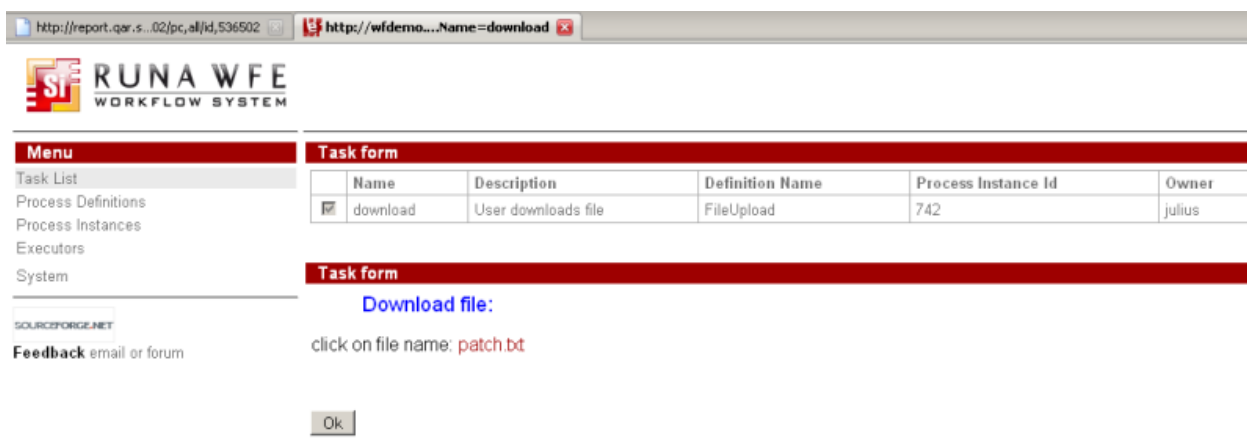 http://report.qar.s...02/pc,all/id,536502 http://wfdemo....Name=download
Si RUNA WFE
WORKFLOW SYSTEM
Menu
Task List
Process Definitions
Process Instances
Executors
System
SOURCEFORGE.NET
Feedback email or forum
Task form
Name Description Definition Name Process Instance Id Owner
download User downloads file FileUpload 742 julius
Task form
Download file:
click on file name: patch.txt
Ok